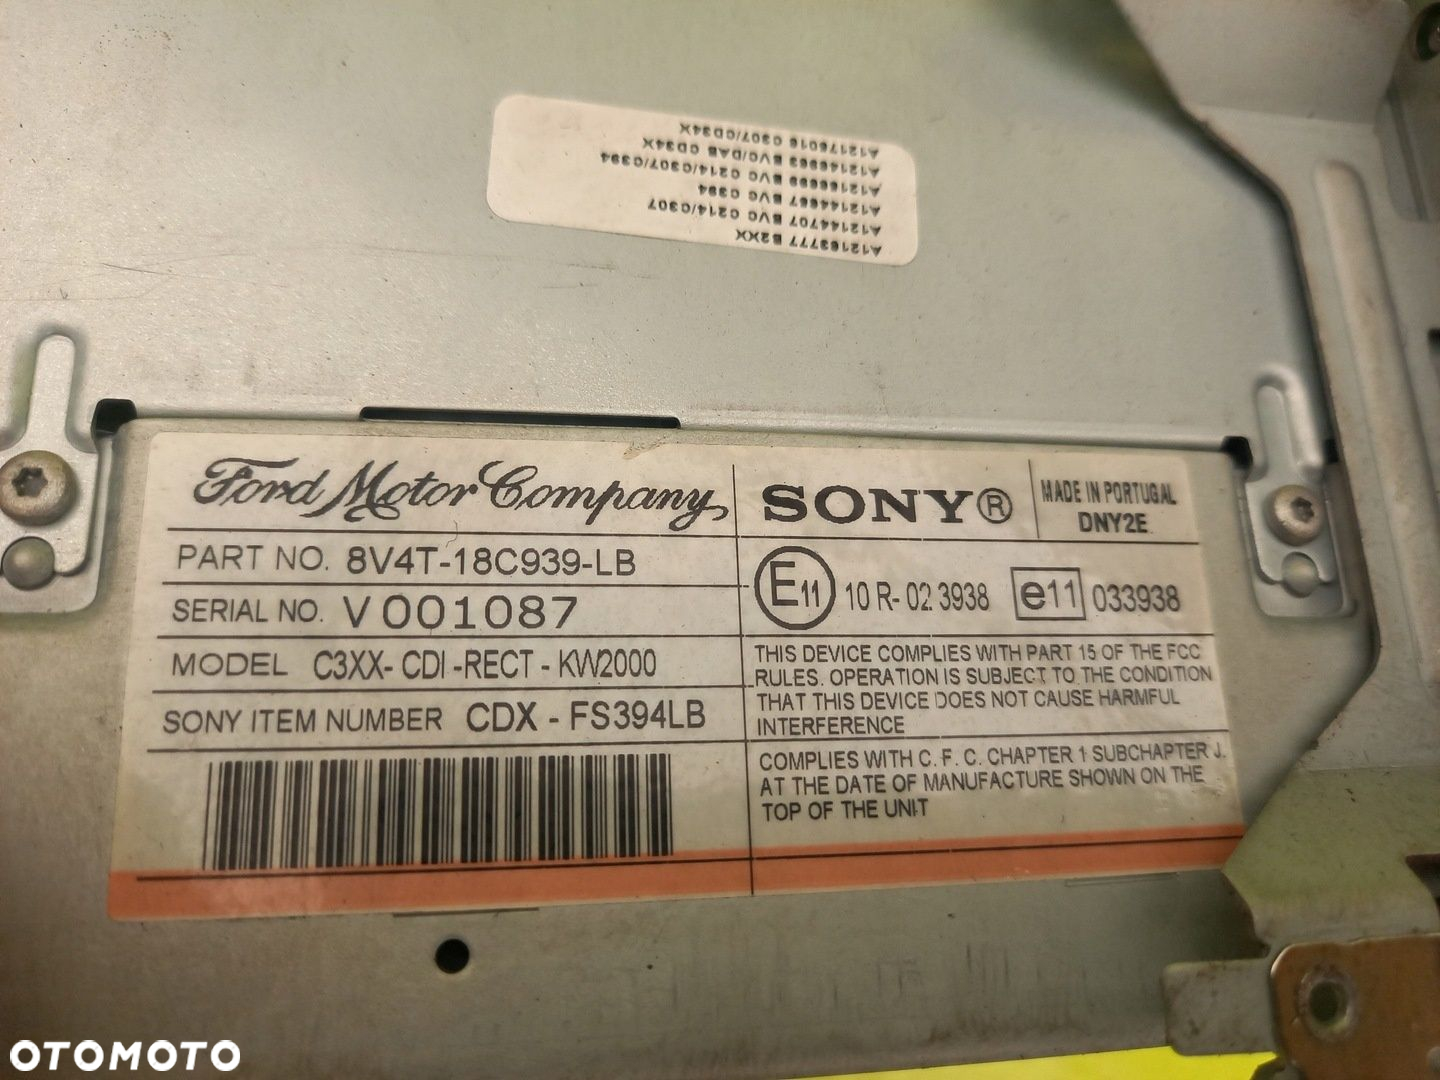 A12176016 C307/CD34X
A12146963 BVC/DAB CD34X
A12166699 BVC C214/C307/C394
A12144667 BVC C394
A12144707 BVC C214/C307
A12163777 B2XX
Ford Motor Company
SONY®
MADE IN PORTUGAL
DNY2E
PART NO. 8V4T-18C939-LB
SERIAL NO. V001087
MODEL C3XX-CDI-RECT-KW2000
SONY ITEM NUMBER CDX-FS394LB
E11 10 R-02 3938 e11 033938
THIS DEVICE COMPLIES WITH PART 15 OF THE FCC
RULES. OPERATION IS SUBJECT TO THE CONDITION
THAT THIS DEVICE DOES NOT CAUSE HARMFUL
INTERFERENCE
COMPLIES WITH C. F. C. CHAPTER 1 SUBCHAPTER J.
AT THE DATE OF MANUFACTURE SHOWN ON THE
TOP OF THE UNIT
OTOMOTO